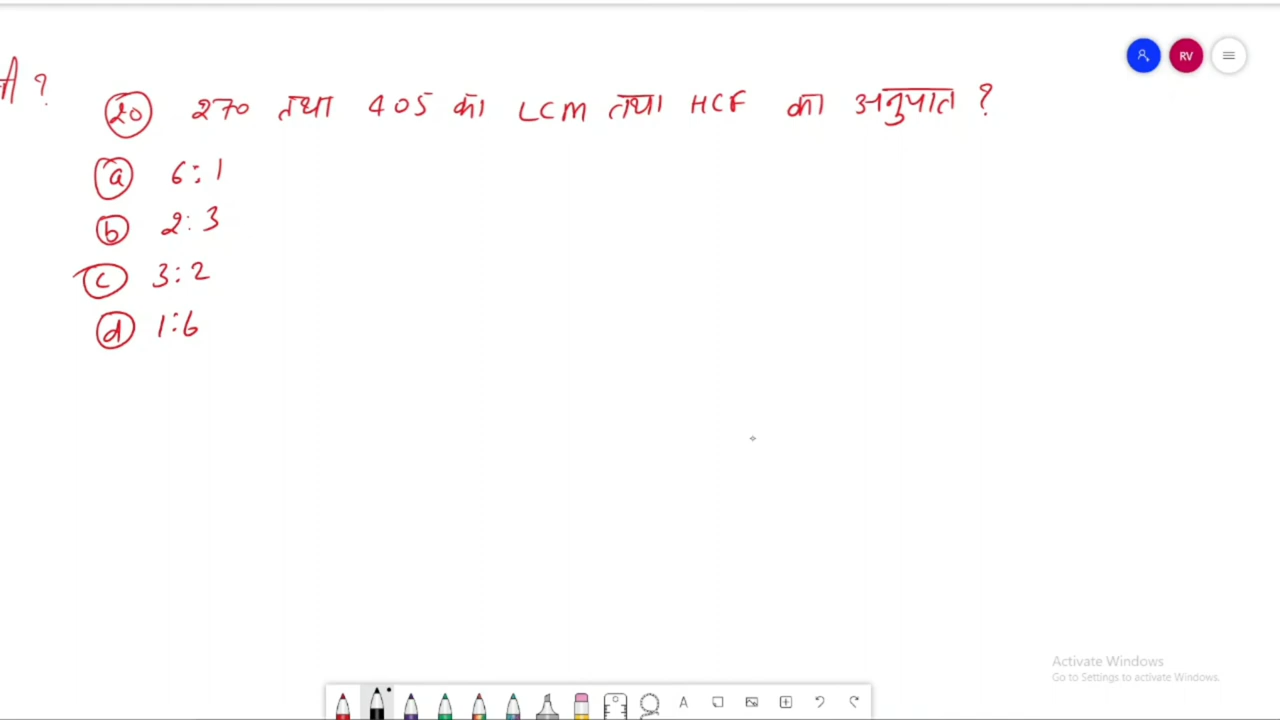 RV
?
20 270 तथा 405 का LCM तथा HCF का अनुपात ?
a 6:1
b 2:3
c 3:2
d 1:6
A
Activate Windows
Go to Settings to activate Windows.